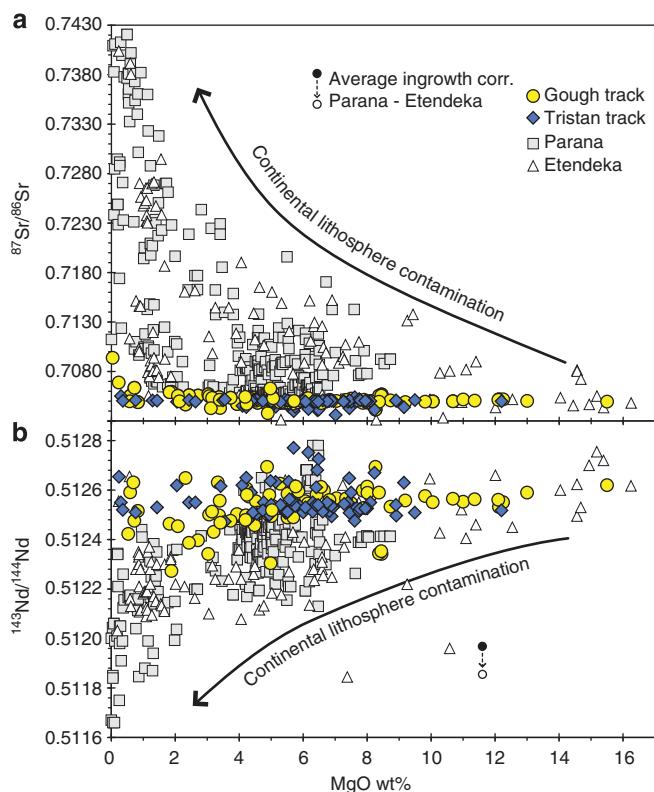 a
0.7430
0.7380
0.7330
0.7280
0.7230
0.7180
0.7130
0.7080
87Sr/86Sr
Average ingrowth corr.
Parana - Etendeka
Gough track
Tristan track
Parana
Etendeka
Continental lithosphere contamination
b
0.5128
0.5126
0.5124
0.5122
0.5120
0.5118
0.5116
143Nd/144Nd
Continental lithosphere contamination
0 2 4 6 8 10 12 14 16
MgO wt%